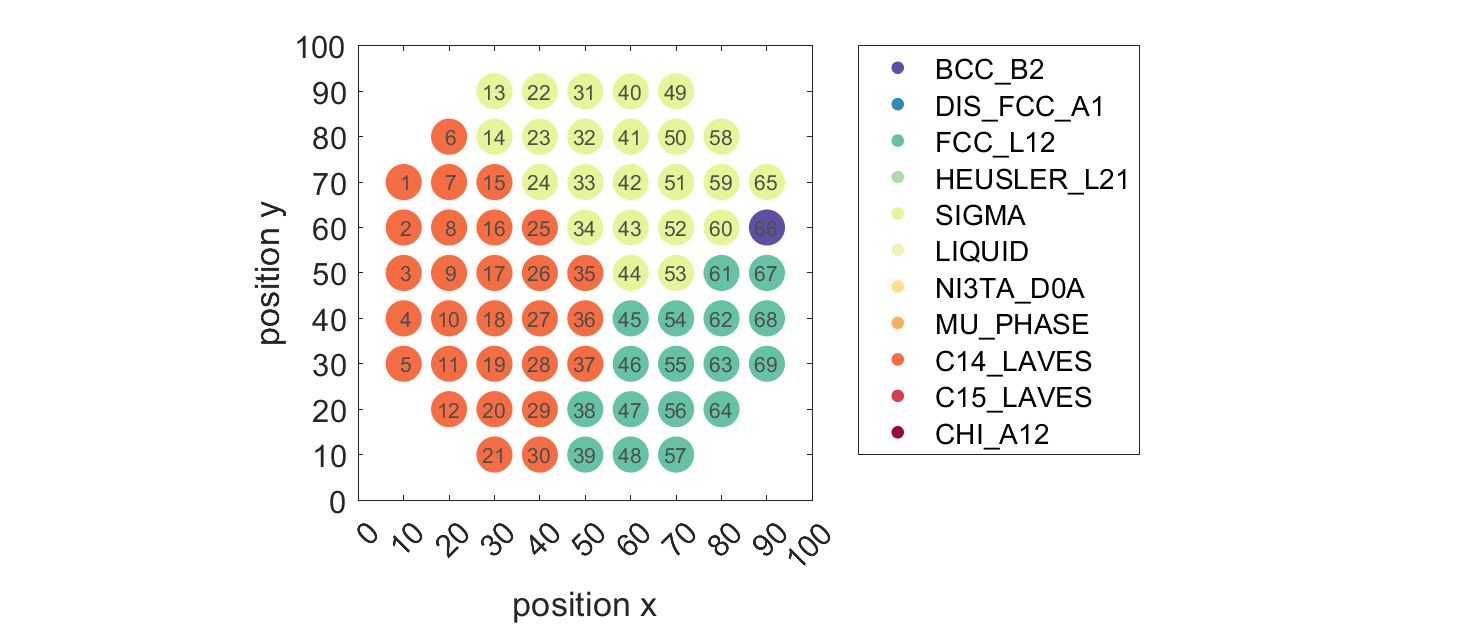 100
90
80
70
60
50
40
30
20
10
0
position y
13 22 31 40 49
6 14 23 32 41 50 58
1 7 15 24 33 42 51 59 65
2 8 16 25 34 43 52 60 66
3 9 17 26 35 44 53 61 67
4 10 18 27 36 45 54 62 68
5 11 19 28 37 46 55 63 69
12 20 29 38 47 56 64
21 30 39 48 57
0 10 20 30 40 50 60 70 80 90 100
position x
BCC_B2
DIS_FCC_A1
FCC_L12
HEUSLER_L21
SIGMA
LIQUID
NI3TA_D0A
MU_PHASE
C14_LAVES
C15_LAVES
CHI_A12